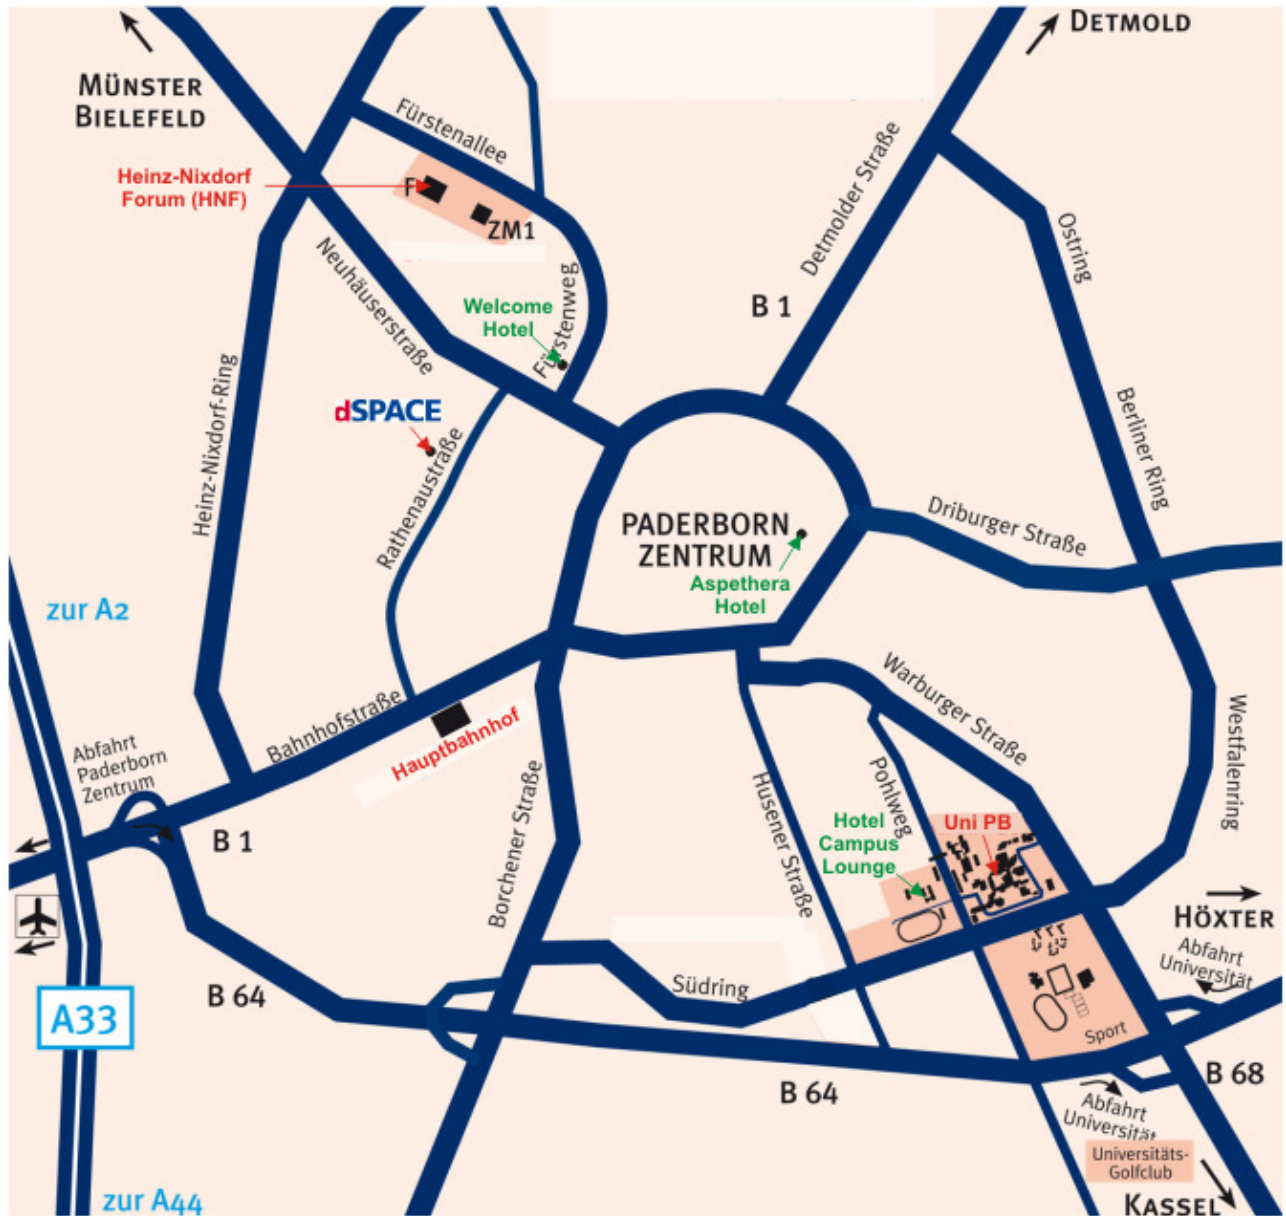 DETMOLD
MÜNSTER
BIELEFELD
Fürstenallee
Heinz-Nixdorf
Forum (HNF)
F
ZM1
Detmolder Straße
Ostring
Neuhäuserstraße
Welcome
Hotel
Fürstenweg
B 1
Heinz-Nixdorf-Ring
dSPACE
Rathenaustraße
Berliner Ring
PADERBORN
ZENTRUM
Driburger Straße
Aspethera
Hotel
zur A2
Warburger Straße
Westfalenring
Bahnhofstraße
Hauptbahnhof
Abfahrt
Paderborn
Zentrum
B 1
Borchener Straße
Husener Straße
Pohlweg
Hotel
Campus
Lounge
Uni PB
HÖXTER
Abfahrt
Universität
B 64
Südring
A33
Sport
B 68
B 64
Abfahrt
Universität
Universitäts-
Golfclub
KASSEL
zur A44